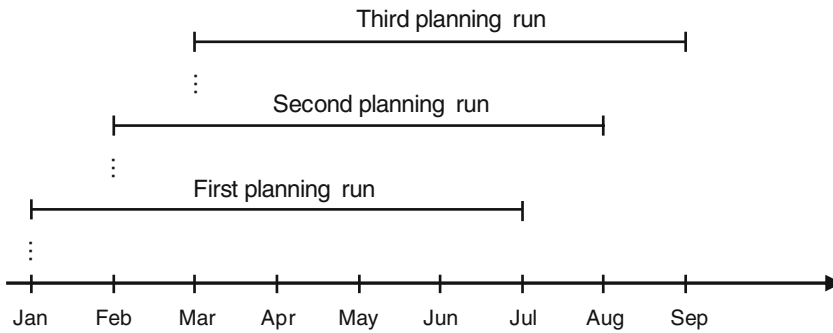 Third planning run
Second planning run
First planning run
Jan Feb Mar Apr May Jun Jul Aug Sep